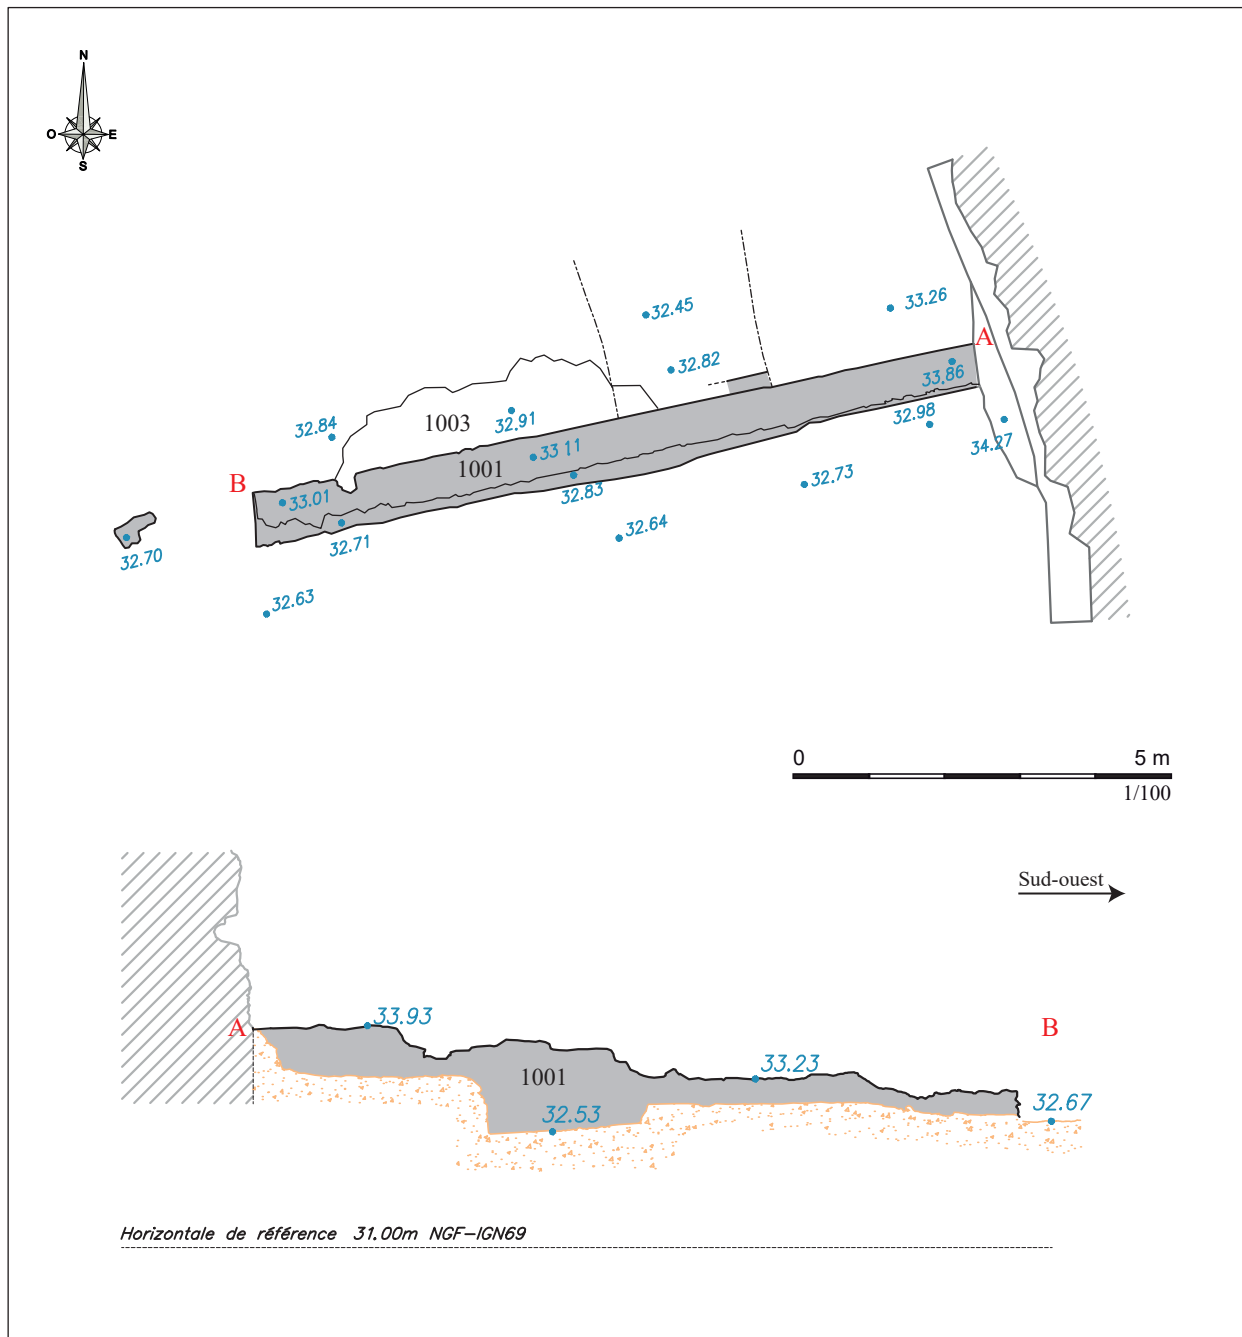 N
O E
S
32.45
33.26
32.82
A
33.86
32.98
34.27
32.84
1003
32.91
33 11
1001
B
33.01
32.83
32.73
32.71
32.64
32.70
32.63
0 5 m
1/100
Sud-ouest
A
33.93
B
33.23
1001
32.53
32.67
Horizontale de référence 31.00m NGF-IGN69